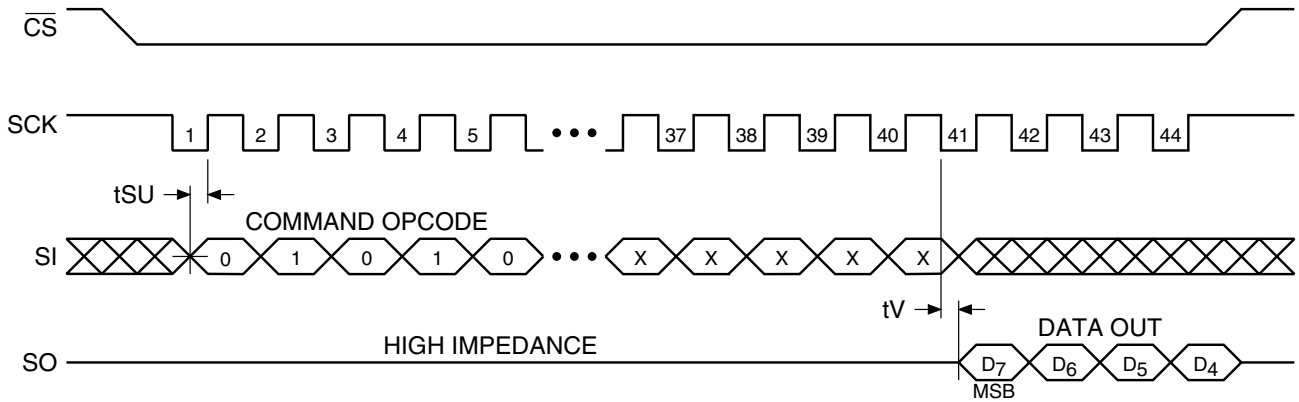 C̅S̅
SCK 1 2 3 4 5 ••• 37 38 39 40 41 42 43 44
tSU
COMMAND OPCODE
SI 0 1 0 1 0 ••• X X X X X
tV
HIGH IMPEDANCE
DATA OUT
SO D7 D6 D5 D4
MSB